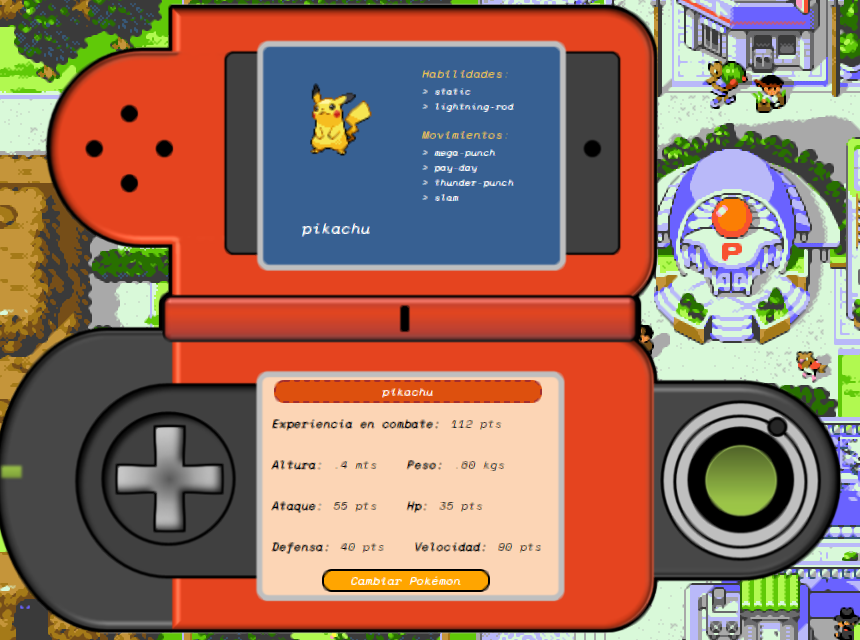 Habilidades:
> static
> lightning-rod
Movimientos:
> mega-punch
> pay-day
> thunder-punch
> slam
pikachu
P
pikachu
Experiencia en combate: 112 pts
Altura: .4 mts Peso: .60 kgs
Ataque: 55 pts Hp: 35 pts
Defensa: 40 pts Velocidad: 90 pts
Cambiar Pokémon